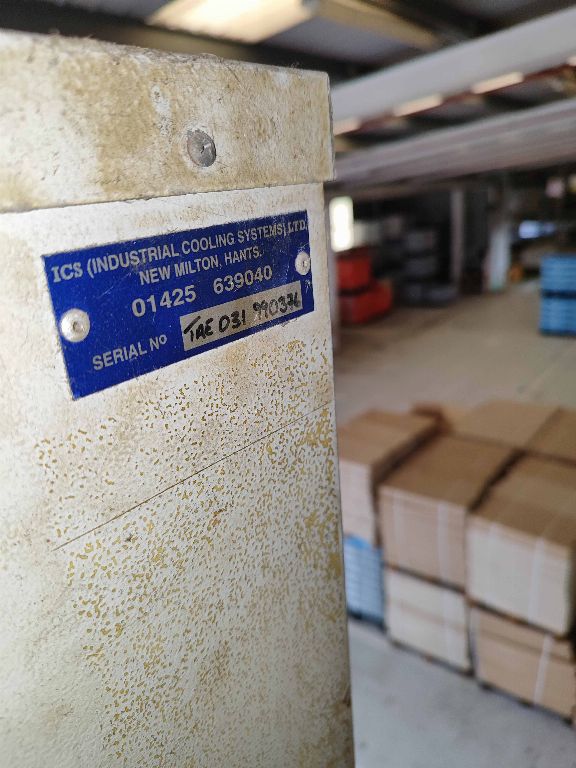 ICS (INDUSTRIAL COOLING SYSTEMS) LTD.
NEW MILTON, HANTS.
01425 639040
SERIAL No TAE 031 990336